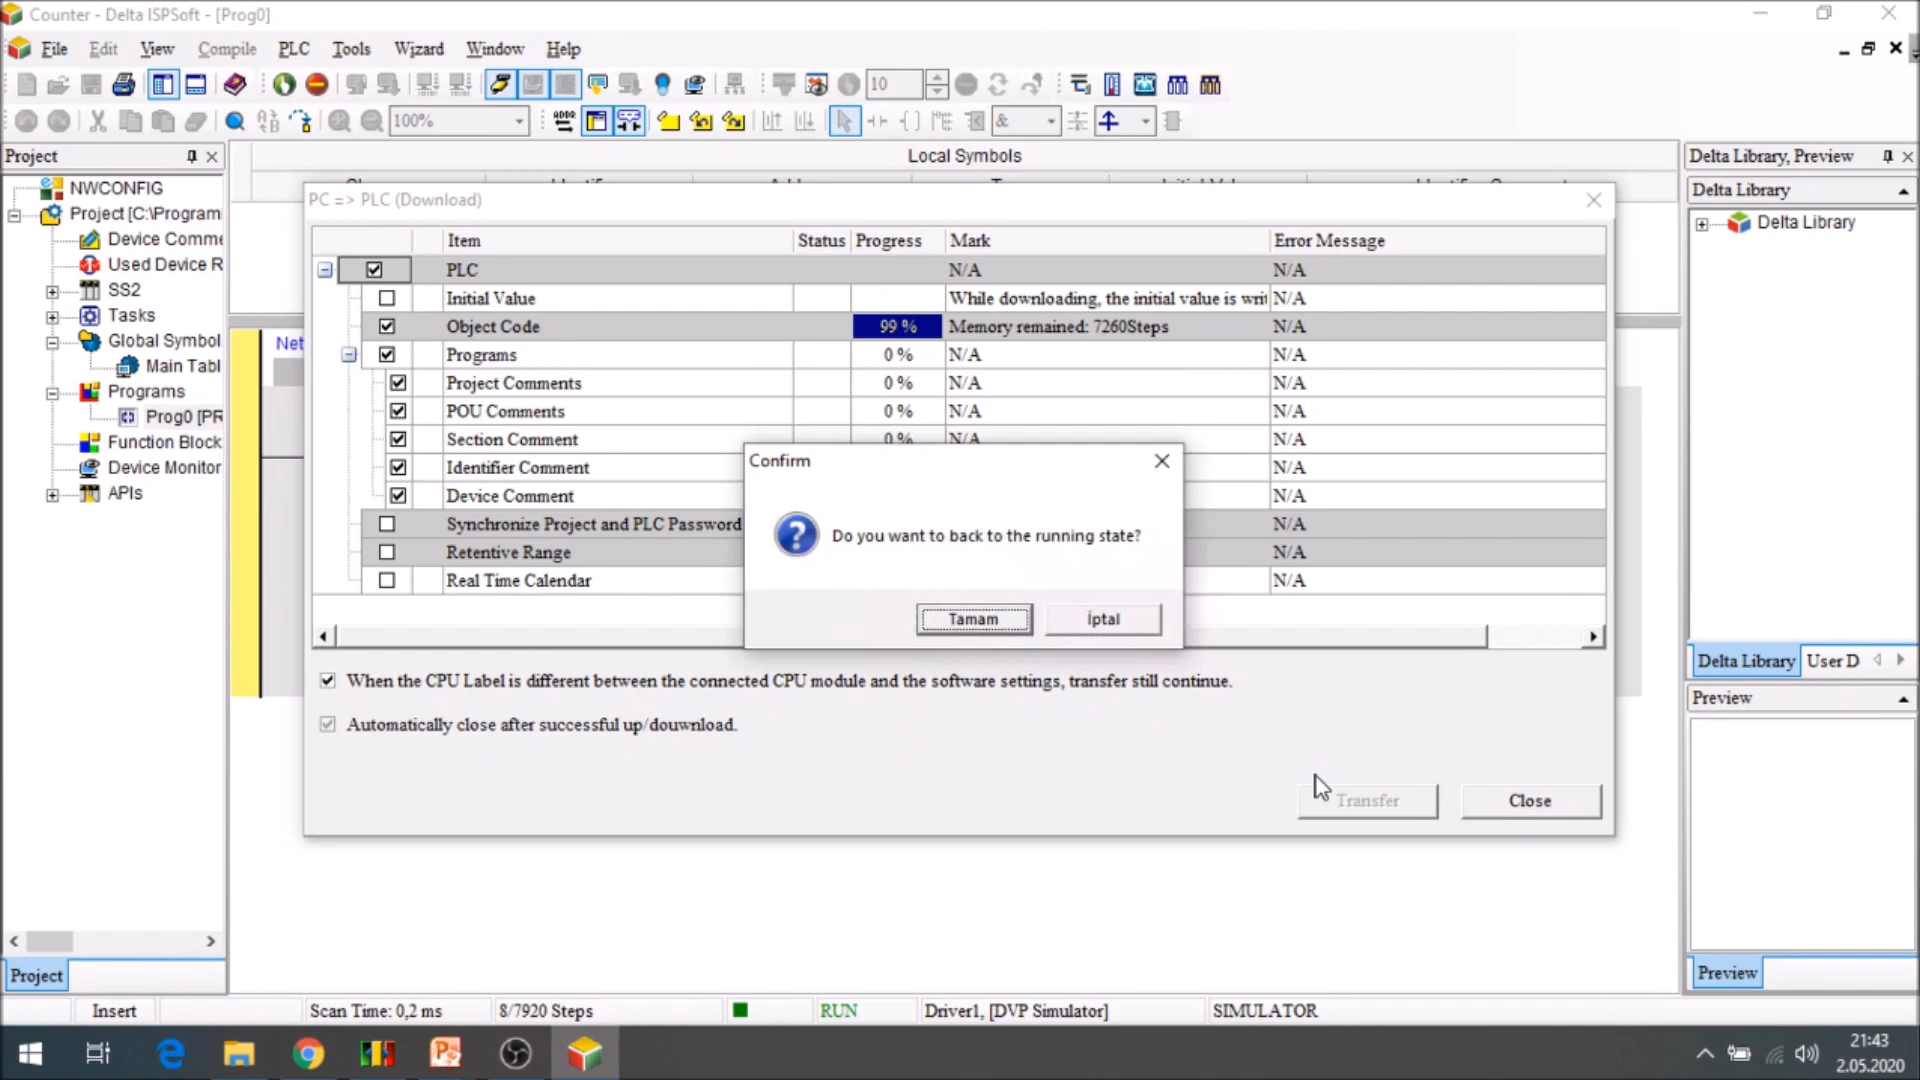 Counter - Delta ISPSoft - [Prog0]
File Edit View Compile PLC Tools Wizard Window Help
10
100%
ADDR
&
Project
NWCONFIG
Project [C:\Program
Device Comme
Used Device R
SS2
Tasks
Global Symbol
Main Tabl
Programs
Prog0 [PR
Function Block
Device Monitor
APIs
Project
Local Symbols
Net
PC => PLC (Download)
Item Status Progress Mark Error Message
PLC N/A N/A
Initial Value While downloading, the initial value is writ N/A
Object Code 99 % Memory remained: 7260Steps N/A
Programs 0 % N/A N/A
Project Comments 0 % N/A N/A
POU Comments 0 % N/A N/A
Section Comment 0 % N/A N/A
Identifier Comment N/A
Device Comment N/A
Synchronize Project and PLC Password N/A
Retentive Range N/A
Real Time Calendar N/A
Confirm
Do you want to back to the running state?
Tamam İptal
When the CPU Label is different between the connected CPU module and the software settings, transfer still continue.
Automatically close after successful up/douwnload.
Transfer Close
Delta Library, Preview
Delta Library
Delta Library
Delta Library User D
Preview
Preview
Insert Scan Time: 0,2 ms 8/7920 Steps RUN Driver1, [DVP Simulator] SIMULATOR
21:43
2.05.2020